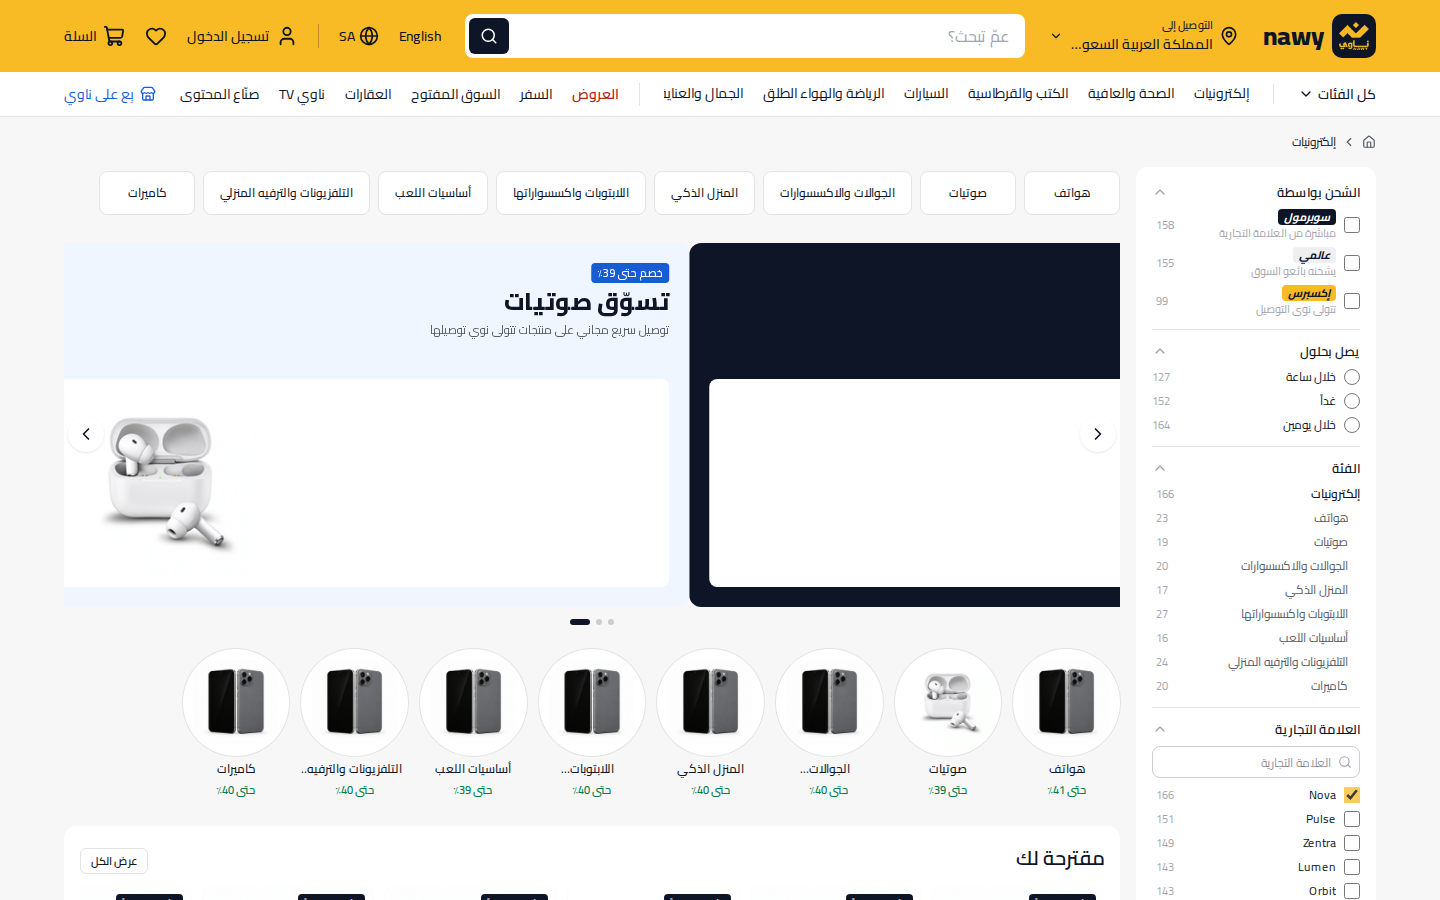 ناوي
nawy
التوصيل إلى
المملكة العربية السعو...
عمّ تبحث؟
English
SA
تسجيل الدخول
السلة
كل الفئات
إلكترونيات
الصحة والعافية
الكتب والقرطاسية
السيارات
الرياضة والهواء الطلق
الجمال والعناية
العروض
السفر
السوق المفتوح
العقارات
ناوي TV
صنّاع المحتوى
بع على ناوي
إلكترونيات
الشحن بواسطة
سوبرمول
مباشرة من العلامة التجارية
158
عالمي
يشحنه بائعو السوق
155
إكسبرس
تتولى نوي التوصيل
99
يصل بحلول
خلال ساعة 127
غداً 152
خلال يومين 164
الفئة
إلكترونيات 166
هواتف 23
صوتيات 19
الجوالات والاكسسوارات 20
المنزل الذكي 17
اللابتوبات واكسسواراتها 27
أساسيات اللعب 16
التلفزيونات والترفيه المنزلي 24
كاميرات 20
العلامة التجارية
العلامة التجارية
Nova 166
Pulse 151
Zentra 149
Lumen 143
Orbit 143
هواتف
صوتيات
الجوالات والاكسسوارات
المنزل الذكي
اللابتوبات واكسسواراتها
أساسيات اللعب
التلفزيونات والترفيه المنزلي
كاميرات
خصم حتى 39٪
تسوّق صوتيات
توصيل سريع مجاني على منتجات تتولى نوي توصيلها
هواتف
حتى 41٪
صوتيات
حتى 39٪
الجوالات...
حتى 40٪
المنزل الذكي
حتى 40٪
اللابتوبات...
حتى 40٪
أساسيات اللعب
حتى 39٪
التلفزيونات والترفيه..
حتى 40٪
كاميرات
حتى 40٪
مقترحة لك
عرض الكل